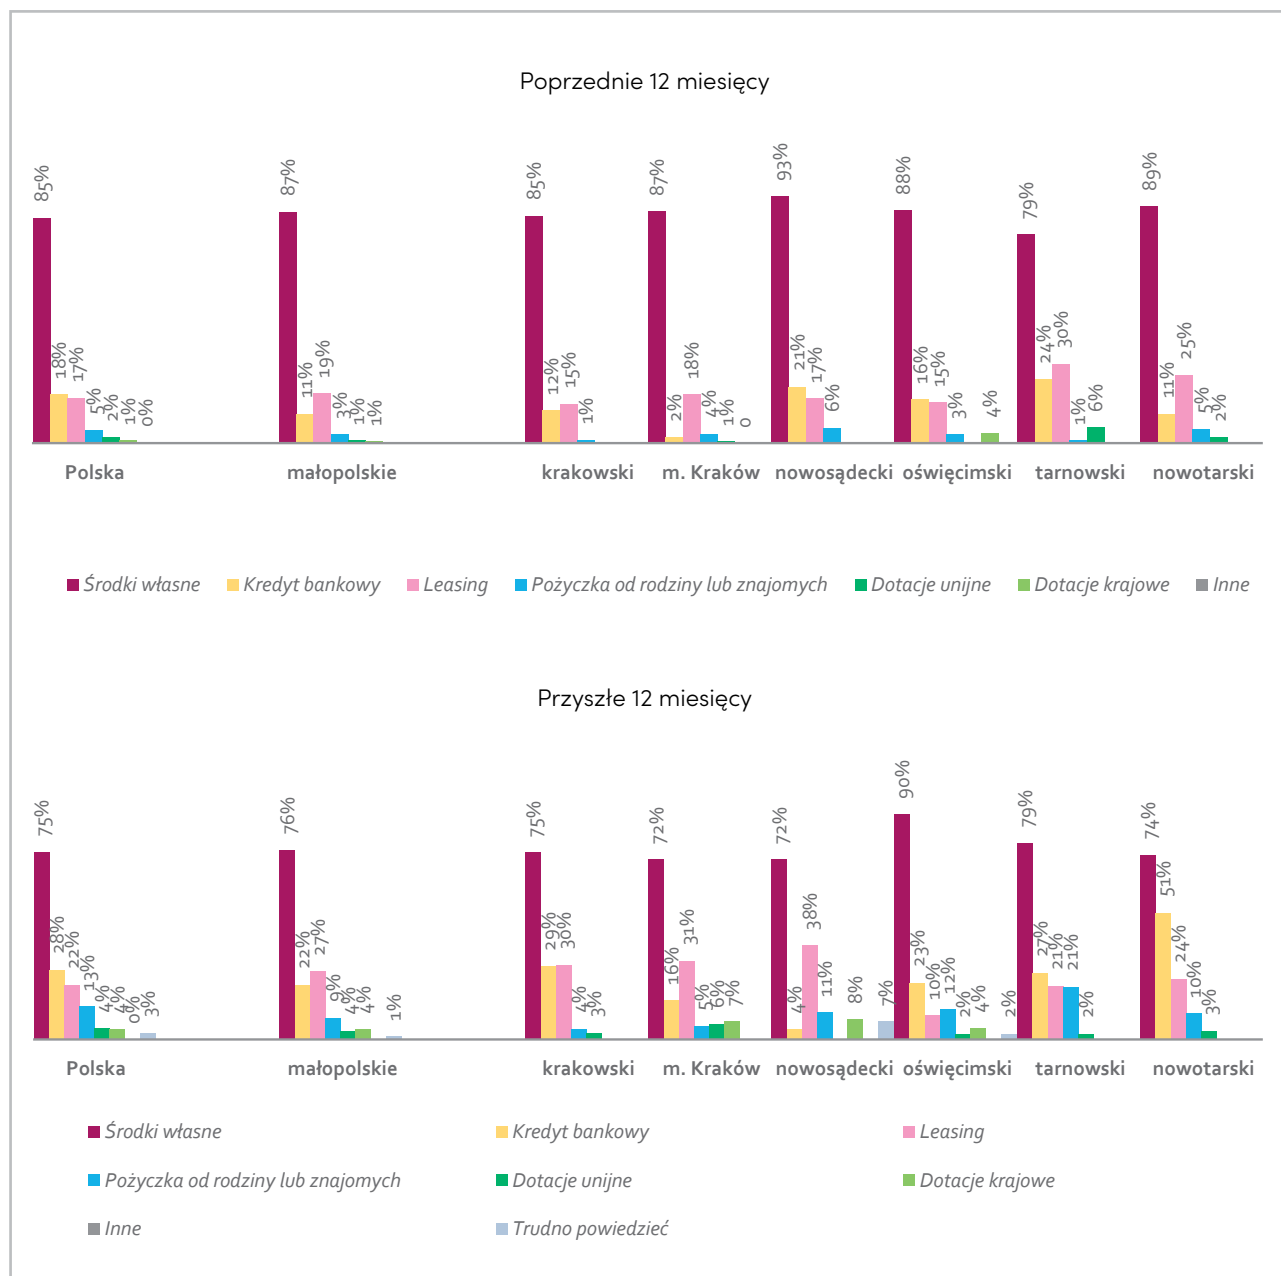 Poprzednie 12 miesięcy
85% 18% 17% 5% 2% 1% 0%
87% 11% 19% 3% 1% 1%
85% 12% 15% 1%
87% 2% 18% 4% 1% 0
93% 21% 17% 6%
88% 16% 15% 3% 4%
79% 24% 30% 1% 6%
89% 11% 25% 5% 2%
Polska małopolskie krakowski m. Kraków nowosądecki oświęcimski tarnowski nowotarski
Środki własne Kredyt bankowy Leasing Pożyczka od rodziny lub znajomych Dotacje unijne Dotacje krajowe Inne
Przyszłe 12 miesięcy
75% 28% 22% 13% 4% 4% 0% 3%
76% 22% 27% 9% 4% 4% 1%
75% 29% 30% 4% 3%
72% 16% 31% 5% 6% 7%
72% 4% 38% 11% 8% 7%
90% 23% 10% 12% 2% 4% 2%
79% 27% 21% 21% 2%
74% 51% 24% 10% 3%
Polska małopolskie krakowski m. Kraków nowosądecki oświęcimski tarnowski nowotarski
Środki własne Kredyt bankowy Leasing
Pożyczka od rodziny lub znajomych Dotacje unijne Dotacje krajowe
Inne Trudno powiedzieć